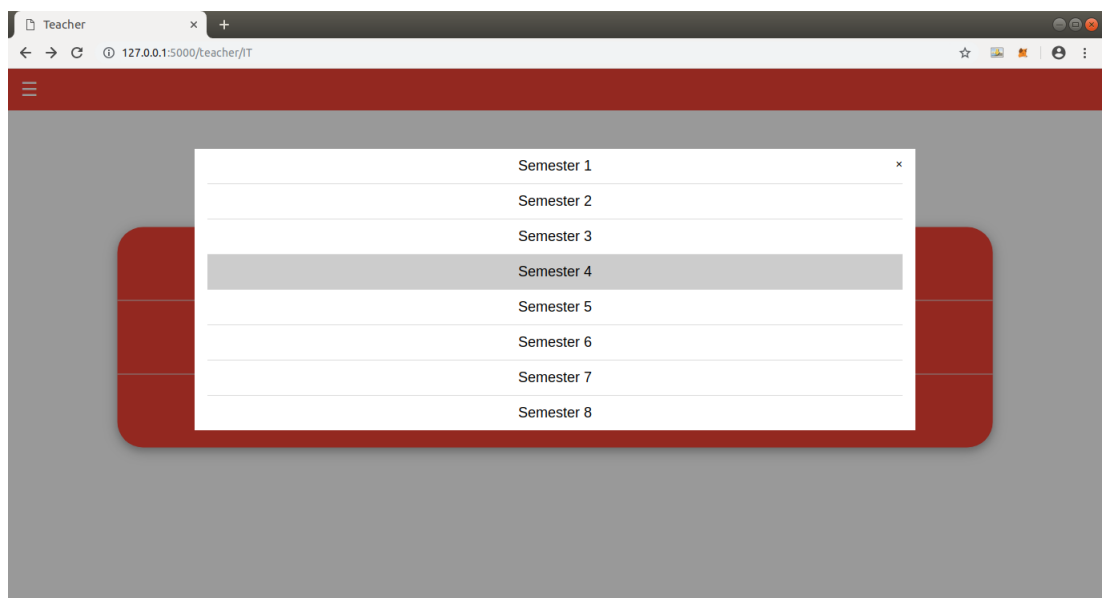 Teacher
127.0.0.1:5000/teacher/IT
Semester 1
Semester 2
Semester 3
Semester 4
Semester 5
Semester 6
Semester 7
Semester 8